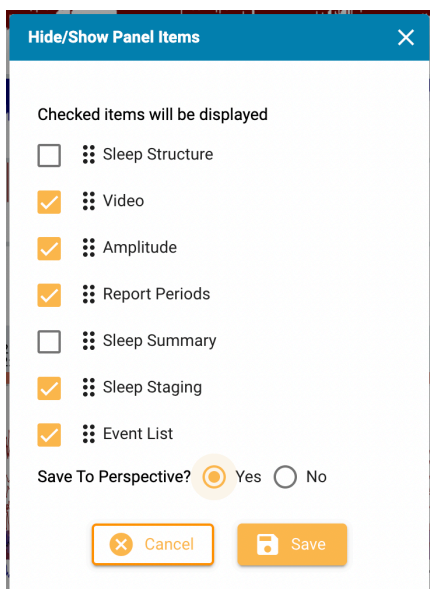 Hide/Show Panel Items
Checked items will be displayed
Sleep Structure
Video
Amplitude
Report Periods
Sleep Summary
Sleep Staging
Event List
Save To Perspective? Yes No
Cancel Save